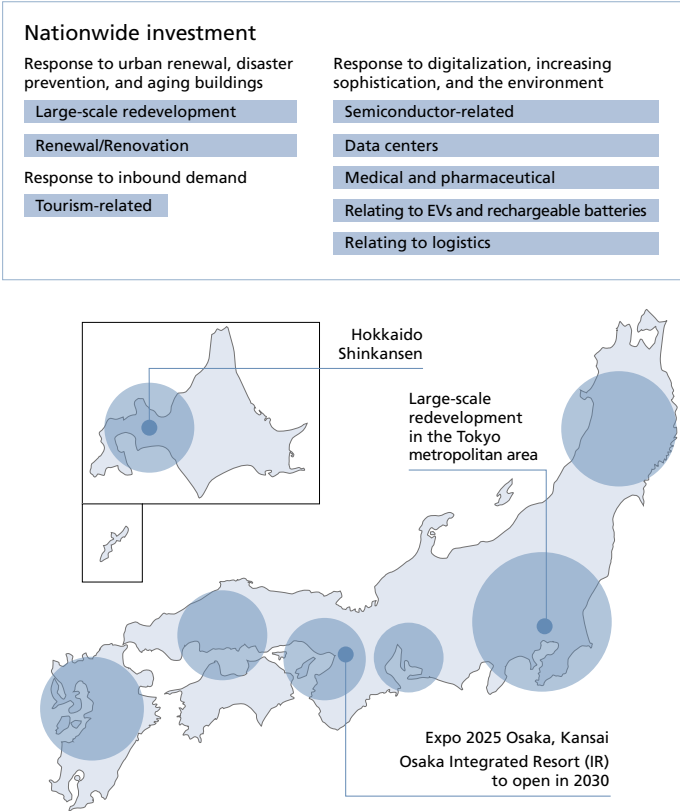 Nationwide investment
Response to urban renewal, disaster
prevention, and aging buildings
Large-scale redevelopment
Renewal/Renovation
Response to inbound demand
Tourism-related
Response to digitalization, increasing
sophistication, and the environment
Semiconductor-related
Data centers
Medical and pharmaceutical
Relating to EVs and rechargeable batteries
Relating to logistics
Hokkaido
Shinkansen
Large-scale
redevelopment
in the Tokyo
metropolitan area
Expo 2025 Osaka, Kansai
Osaka Integrated Resort (IR)
to open in 2030